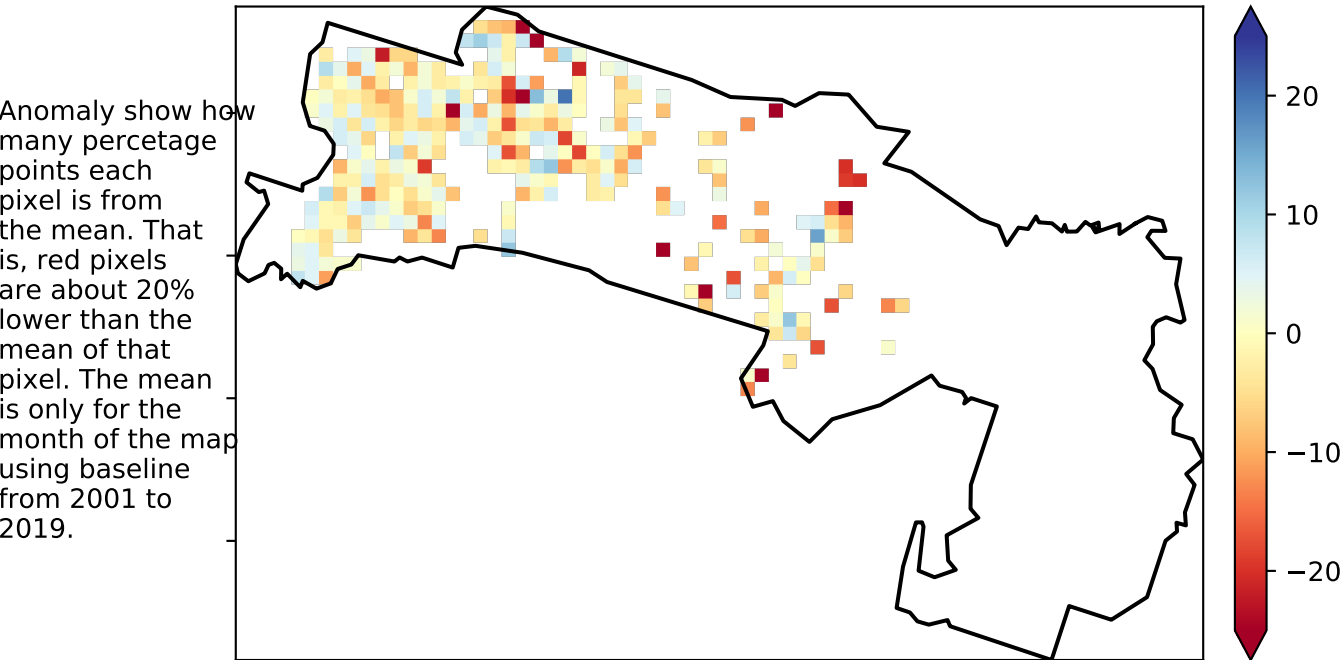 Anomaly show how
many percetage
points each
pixel is from
the mean. That
is, red pixels
are about 20%
lower than the
mean of that
pixel. The mean
is only for the
month of the map
using baseline
from 2001 to
2019.
20
10
0
−10
−20